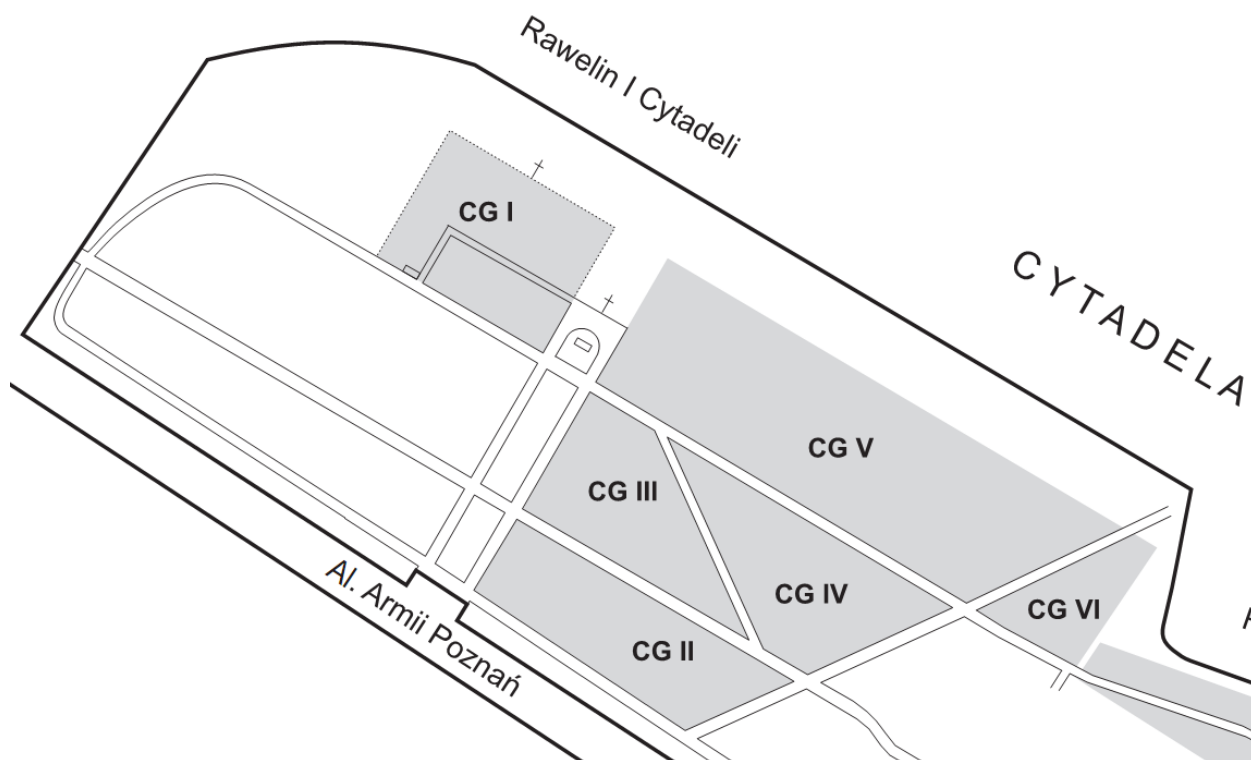 Rawelin I Cytadeli
CG I
CYTADELA
CG V
CG III
CG IV
CG VI
CG II
Al. Armii Poznań